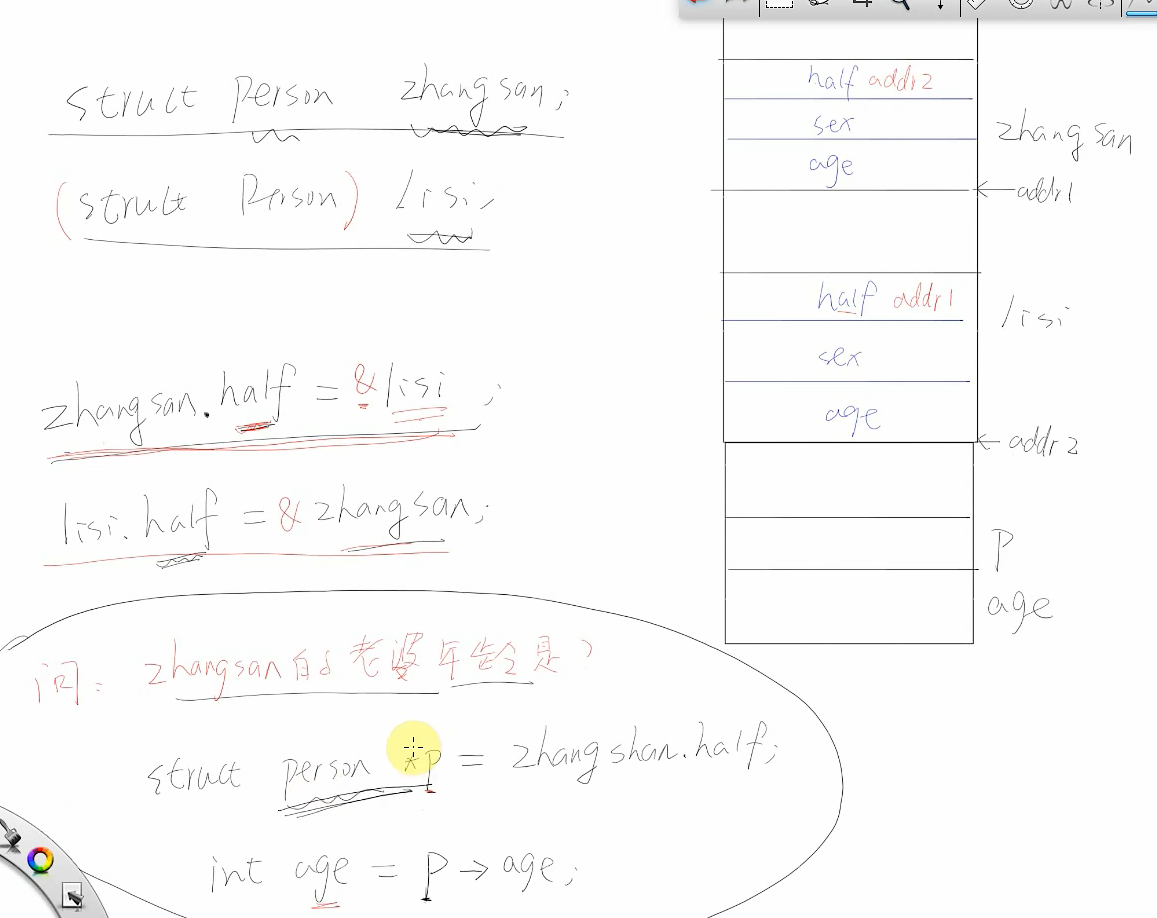 struct person zhangsan;
(struct Person) lisi;
zhangsan.half = &lisi ;
lisi.half = & zhangsan;
问: zhangsan的老婆年龄是?
struct person *p = zhangshan.half;
int age = p → age;
half addr2
sex
age
zhangsan
←addr1
half addr1
sex
age
lisi
← addr2
p
age